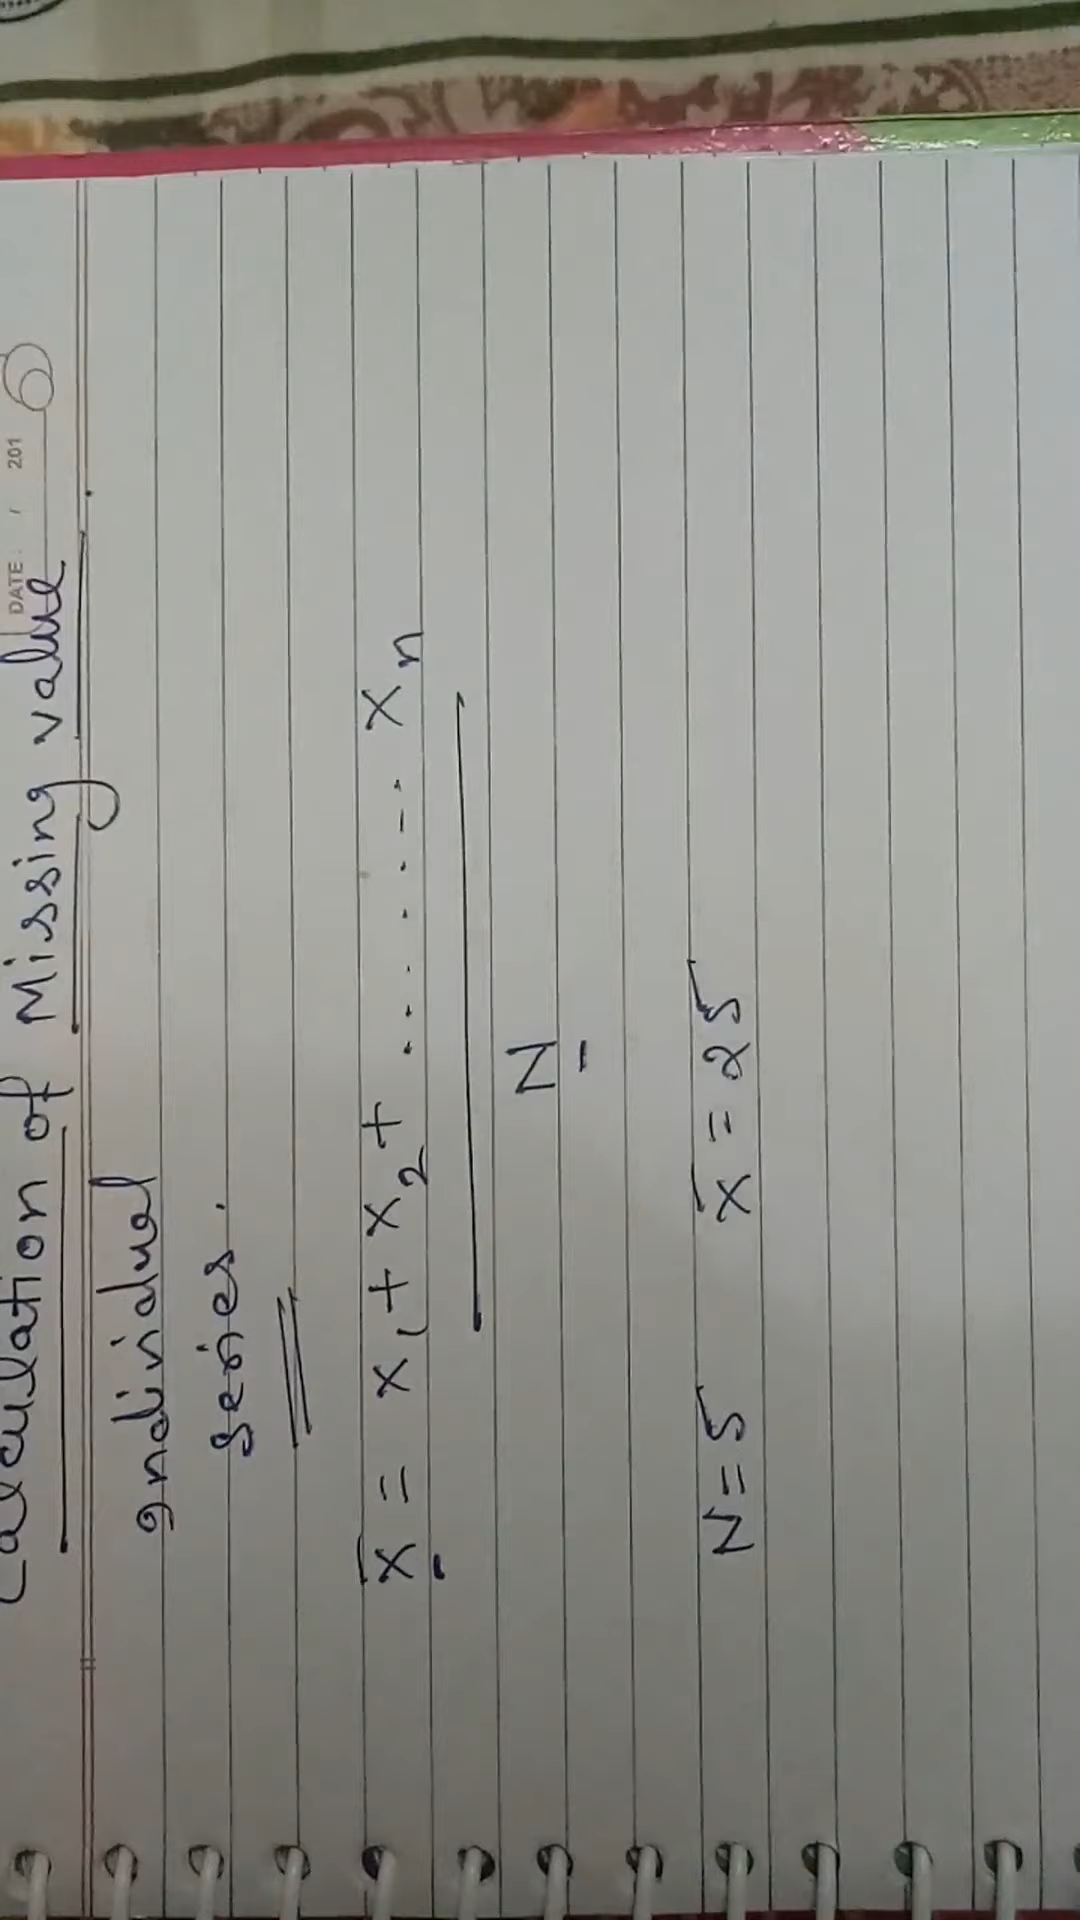 DATE: / 201
Calculation of Missing value
Individual
series.
x̄ = x₁ + x₂ + ........ xₙ
N
N = 5 x̄ = 25